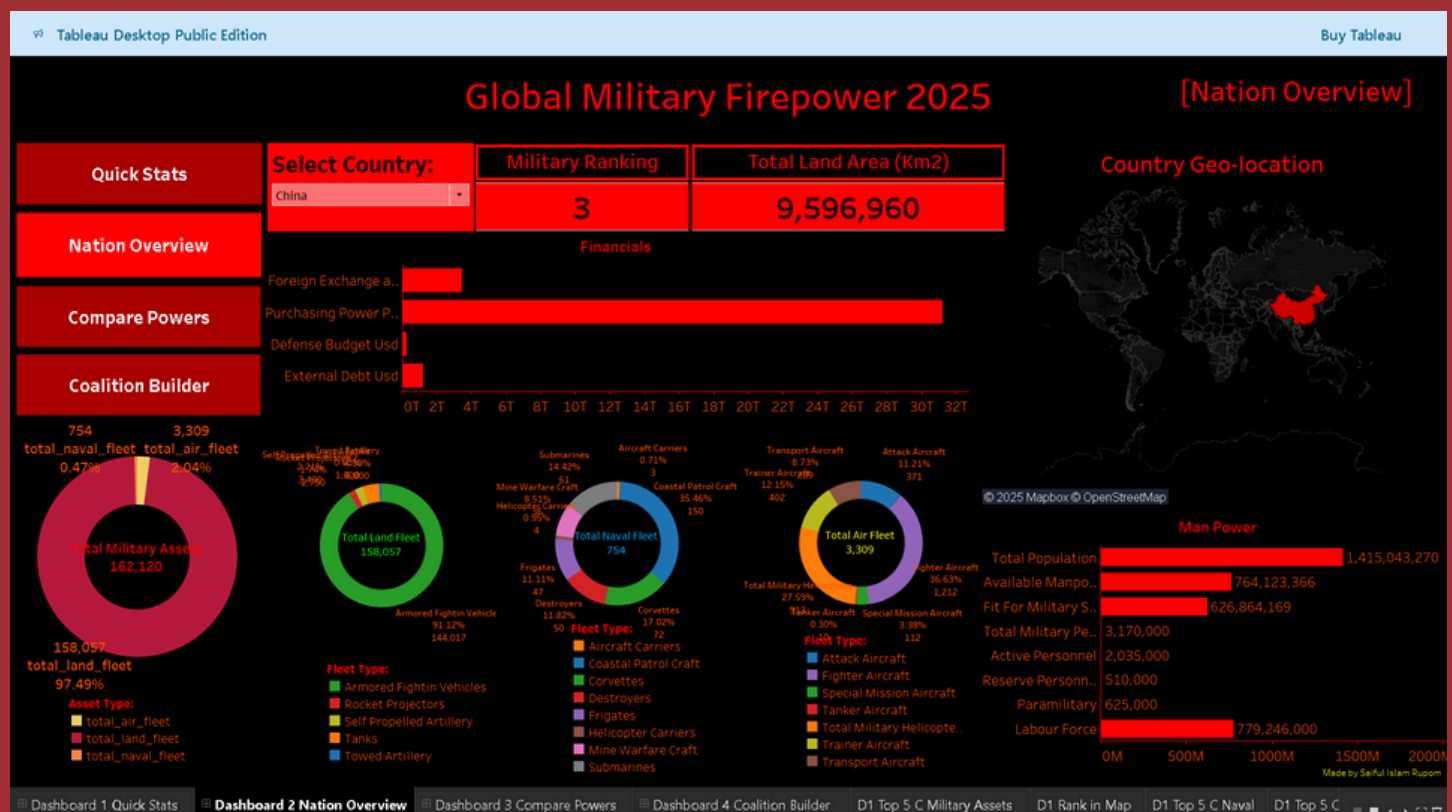 Tableau Desktop Public Edition
Buy Tableau
Global Military Firepower 2025
[Nation Overview]
Quick Stats
Nation Overview
Compare Powers
Coalition Builder
Select Country:
China
Military Ranking
3
Total Land Area (Km2)
9,596,960
Country Geo-location
Financials
Foreign Exchange a..
Purchasing Power P..
Defense Budget Usd
External Debt Usd
0T 2T 4T 6T 8T 10T 12T 14T 16T 18T 20T 22T 24T 26T 28T 30T 32T
© 2025 Mapbox © OpenStreetMap
754
total_naval_fleet
0.47%
3,309
total_air_fleet
2.04%
Total Military Assets
162,120
158,057
total_land_fleet
97.49%
Asset Type:
total_air_fleet
total_land_fleet
total_naval_fleet
Total Land Fleet
158,057
Armored Fightin Vehicle
91.12%
144,017
Fleet Type:
Armored Fightin Vehicles
Rocket Projectors
Self Propelled Artillery
Tanks
Towed Artillery
Aircraft Carriers
0.71%
3
Submarines
14.42%
61
Coastal Patrol Craft
35.46%
150
Mine Warfare Craft
8.51%
Helicopter Carrie
0.95%
4
Total Naval Fleet
754
Frigates
11.11%
47
Destroyers
11.82%
50
Corvettes
17.02%
72
Fleet Type:
Aircraft Carriers
Coastal Patrol Craft
Corvettes
Destroyers
Frigates
Helicopter Carriers
Mine Warfare Craft
Submarines
Transport Aircraft
8.73%
Attack Aircraft
11.21%
371
Trainer Aircraft
12.15%
402
Total Air Fleet
3,309
Fighter Aircraft
36.63%
1,212
Total Military He
27.59%
Tanker Aircraft
0.30%
Special Mission Aircraft
3.38%
112
Fleet Type:
Attack Aircraft
Fighter Aircraft
Special Mission Aircraft
Tanker Aircraft
Total Military Helicopte..
Trainer Aircraft
Transport Aircraft
Man Power
Total Population 1,415,043,270
Available Manpo.. 764,123,366
Fit For Military S.. 626,864,169
Total Military Pe.. 3,170,000
Active Personnel 2,035,000
Reserve Personn.. 510,000
Paramilitary 625,000
Labour Force 779,246,000
0M 500M 1000M 1500M 2000M
Made by Saiful Islam Rupom
Dashboard 1 Quick Stats
Dashboard 2 Nation Overview
Dashboard 3 Compare Powers
Dashboard 4 Coalition Builder
D1 Top 5 C Military Assets
D1 Rank in Map
D1 Top 5 C Naval
D1 Top 5 C